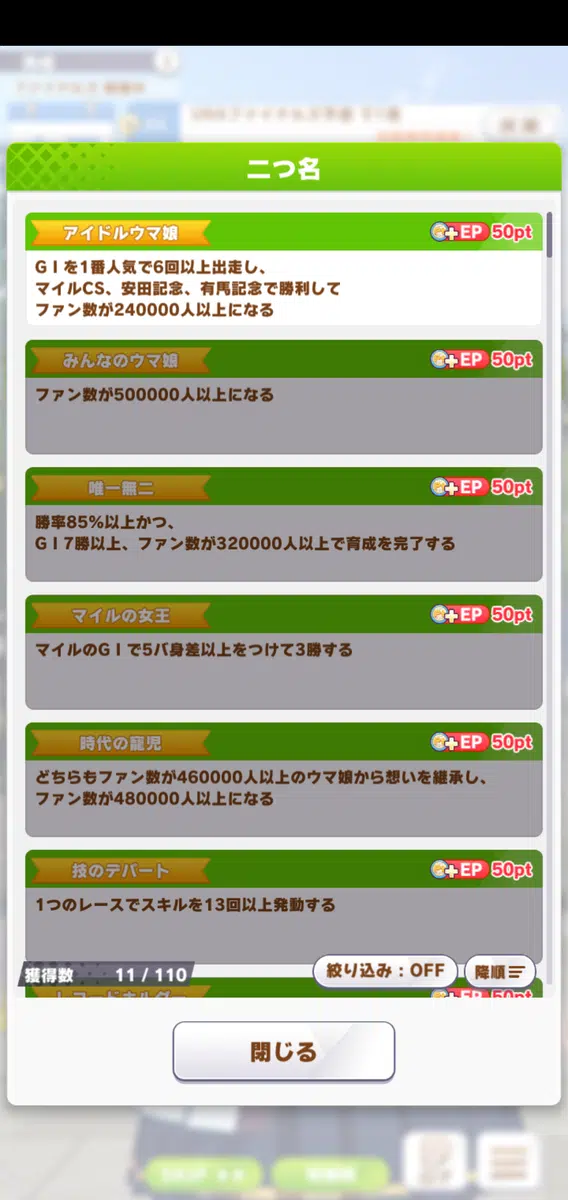 二つ名
アイドルウマ娘
EP 50pt
GⅠを1番人気で6回以上出走し、
マイルCS、安田記念、有馬記念で勝利して
ファン数が240000人以上になる
みんなのウマ娘
EP 50pt
ファン数が500000人以上になる
唯一無二
EP 50pt
勝率85%以上かつ、
GⅠ7勝以上、ファン数が320000人以上で育成を完了する
マイルの女王
EP 50pt
マイルのGⅠで5バ身差以上をつけて3勝する
時代の寵児
EP 50pt
どちらもファン数が460000人以上のウマ娘から想いを継承し、
ファン数が480000人以上になる
技のデパート
EP 50pt
1つのレースでスキルを13回以上発動する
獲得数 11 / 110
絞り込み:OFF
降順
レコードホルダー
EP 50pt
閉じる